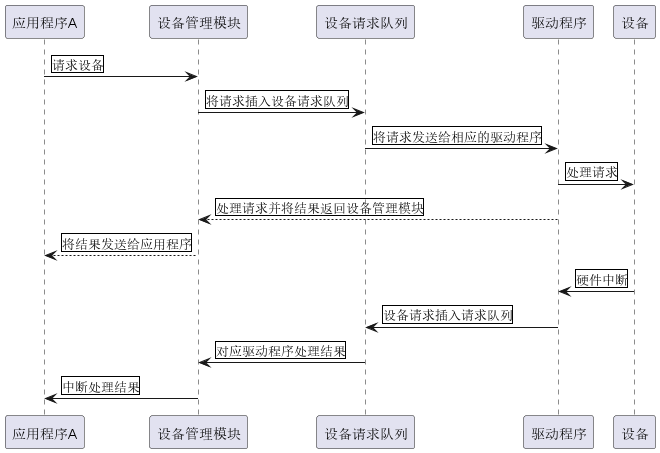 应用程序A
设备管理模块
设备请求队列
驱动程序
设备
请求设备
将请求插入设备请求队列
将请求发送给相应的驱动程序
处理请求
处理请求并将结果返回设备管理模块
将结果发送给应用程序
硬件中断
设备请求插入请求队列
对应驱动程序处理结果
中断处理结果
应用程序A
设备管理模块
设备请求队列
驱动程序
设备